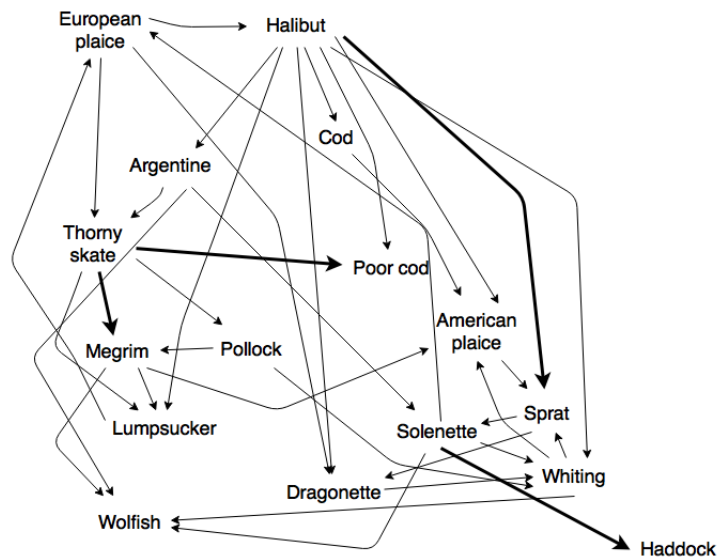 European
plaice
Halibut
Cod
Argentine
Thorny
skate
Poor cod
American
plaice
Megrim
Pollock
Sprat
Lumpsucker
Solenette
Whiting
Dragonette
Wolfish
Haddock